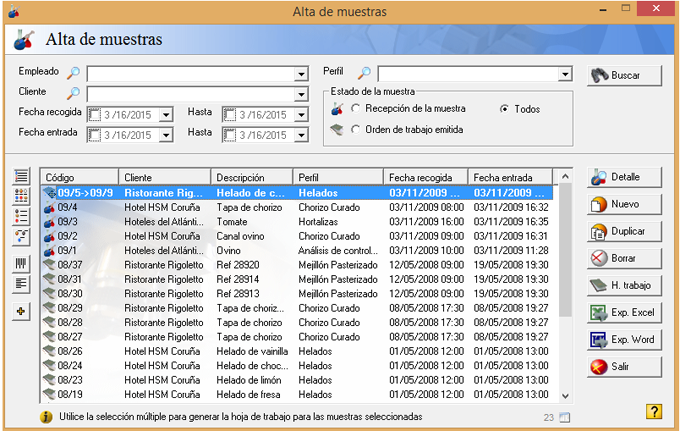 Alta de muestras
Alta de muestras
Empleado
Perfil
Buscar
Cliente
Estado de la muestra
Recepción de la muestra
Todos
Orden de trabajo emitida
Fecha recogida 3 /16/2015 Hasta 3 /16/2015
Fecha entrada 3 /16/2015 Hasta 3 /16/2015
Código Cliente Descripción Perfil Fecha recogida Fecha entrada
09/5->09/9 Ristorante Rig... Helado de c... Helados 03/11/2009 ... 03/11/2009 ...
09/4 Hotel HSM Coruña Tapa de chorizo Chorizo Curado 03/11/2009 08:00 03/11/2009 16:32
09/3 Hoteles del Atlánti... Tomate Hortalizas 03/11/2009 16:00 03/11/2009 16:35
09/2 Hotel HSM Coruña Canal ovino Chorizo Curado 03/11/2009 09:00 03/11/2009 16:31
09/1 Hoteles del Atlánti... Ovino Análisis de control... 03/11/2009 10:00 03/11/2009 11:28
08/37 Ristorante Rigoletto Ref 28920 Mejillón Pasterizado 12/05/2008 09:00 19/05/2008 19:30
08/31 Ristorante Rigoletto Ref 28914 Mejillón Pasterizado 12/05/2008 09:00 19/05/2008 19:30
08/30 Ristorante Rigoletto Ref 28913 Mejillón Pasterizado 12/05/2008 09:00 19/05/2008 19:30
08/29 Ristorante Rigoletto Tapa de choriz... Chorizo Curado 08/05/2008 17:30 08/05/2008 19:27
08/28 Ristorante Rigoletto Tapa de chorizo Chorizo Curado 08/05/2008 17:30 08/05/2008 19:27
08/27 Ristorante Rigoletto Tapa de chorizo Chorizo Curado 08/05/2008 17:30 08/05/2008 19:27
08/26 Hotel HSM Coruña Helado de vainilla Helados 01/05/2008 12:00 01/05/2008 13:00
08/24 Hotel HSM Coruña Helado de choc... Helados 01/05/2008 12:00 01/05/2008 13:00
08/23 Hotel HSM Coruña Helado de limón Helados 01/05/2008 12:00 01/05/2008 13:00
08/19 Hotel HSM Coruña Helado de fresa Helados 01/05/2008 12:00 01/05/2008 13:00
Detalle
Nuevo
Duplicar
Borrar
H. trabajo
Exp. Excel
Exp. Word
Salir
Utilice la selección múltiple para generar la hoja de trabajo para las muestras seleccionadas
23
?